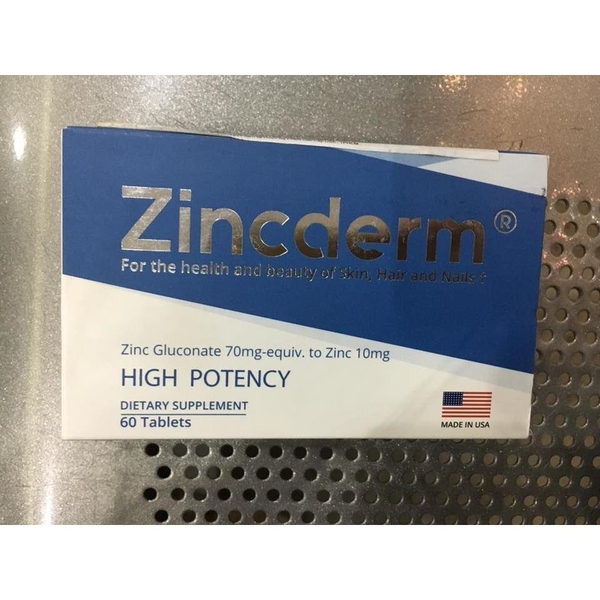 Zincderm®
For the health and beauty of Skin, Hair and Nails †
Zinc Gluconate 70mg-equiv. to Zinc 10mg
HIGH POTENCY
DIETARY SUPPLEMENT
60 Tablets
MADE IN USA